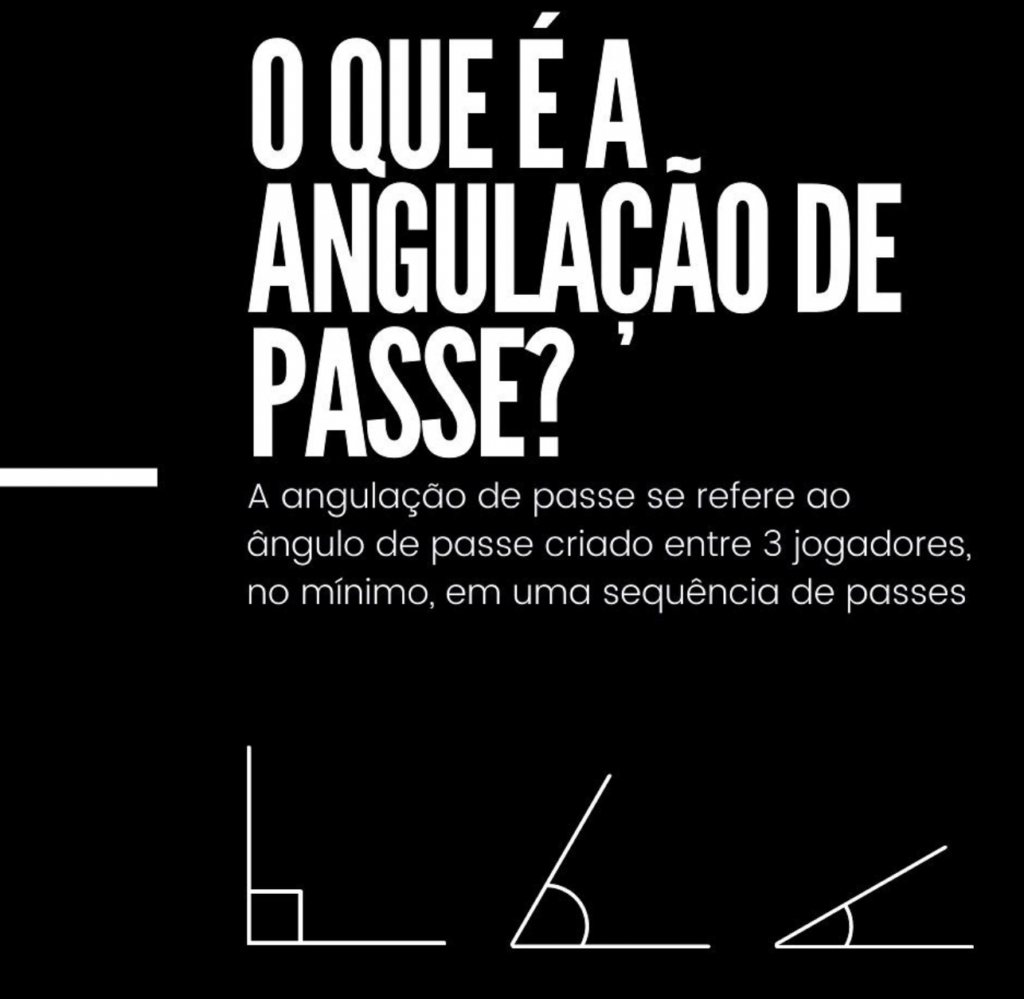 O QUE É A
ANGULAÇÃO DE
PASSE?
A angulação de passe se refere ao
ângulo de passe criado entre 3 jogadores,
no mínimo, em uma sequência de passes